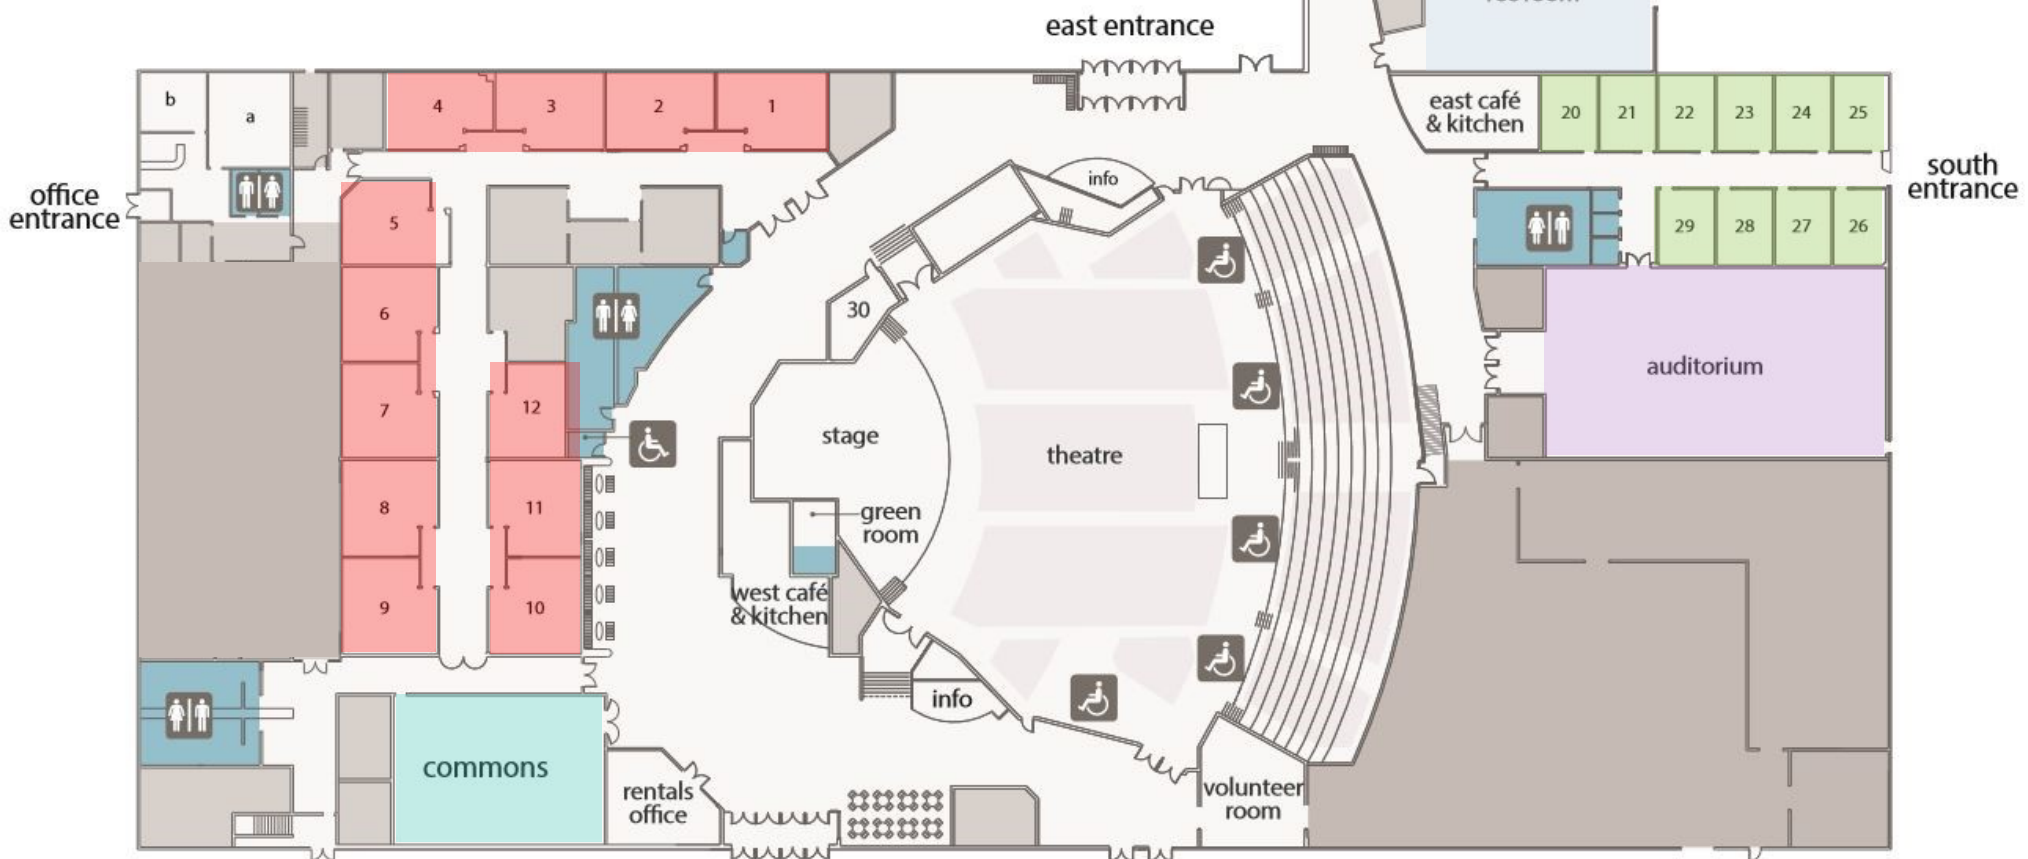 east entrance
b
a
4
3
2
1
east café
& kitchen
20
21
22
23
24
25
office
entrance
info
south
entrance
5
29
28
27
26
6
30
auditorium
7
12
stage
theatre
8
11
green
room
9
10
west café
& kitchen
info
commons
rentals
office
volunteer
room